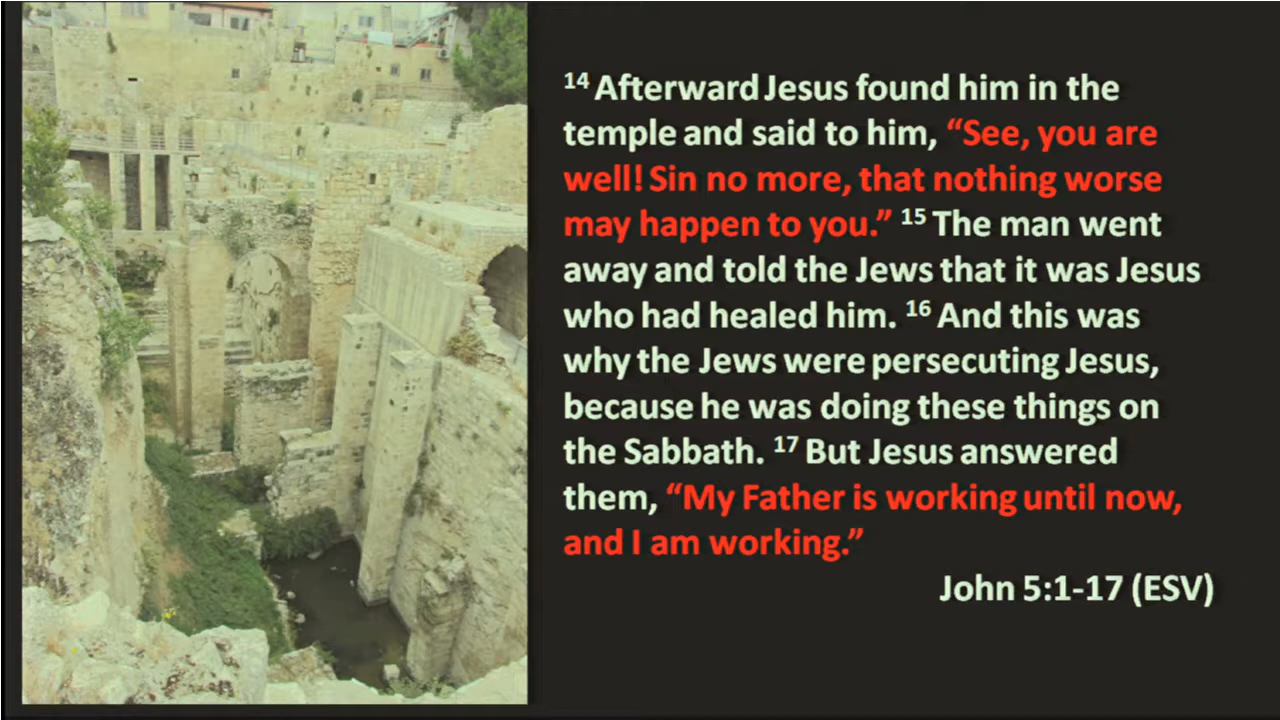 14 Afterward Jesus found him in the
temple and said to him, “See, you are
well! Sin no more, that nothing worse
may happen to you.” 15 The man went
away and told the Jews that it was Jesus
who had healed him. 16 And this was
why the Jews were persecuting Jesus,
because he was doing these things on
the Sabbath. 17 But Jesus answered
them, “My Father is working until now,
and I am working.”
John 5:1-17 (ESV)